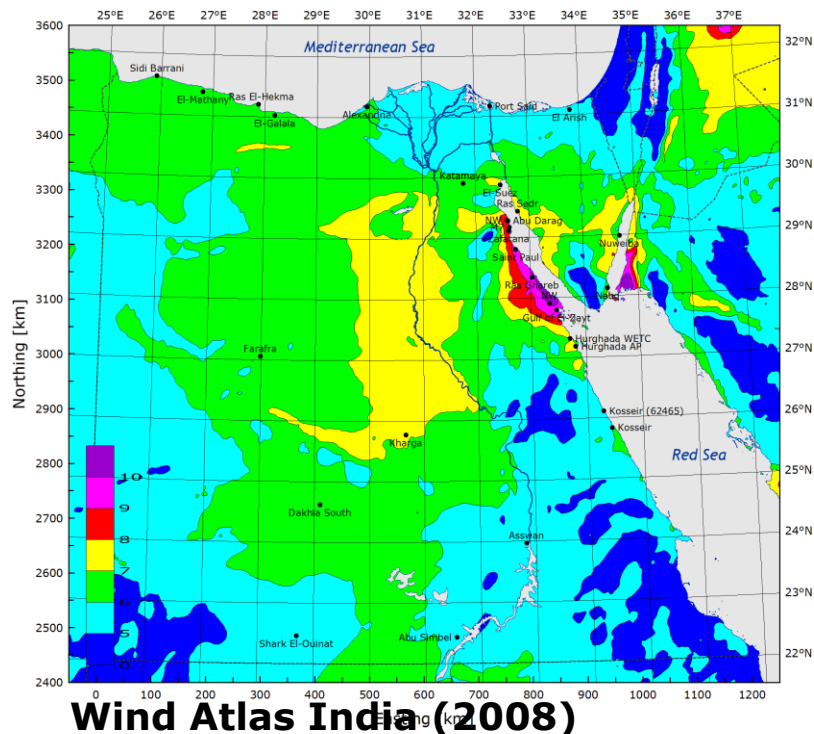 25°E 26°E 27°E 28°E 29°E 30°E 31°E 32°E 33°E 34°E 35°E 37°E
3600
Mediterranean Sea
32°N
Sidi Barrani
3500
El-Mathany
Ras El-Hekma
Port Said
31°N
El-Galala
El Arish
3400
30°N
Katamaya
3300
El-Suez
Ras Sedr
NW Abu Darag
29°N
3200
Zafarana
Nuweiba
Saint Paul
Ras Ghareb
28°N
3100
NW
Gulf of El-Zayt
Hurghada WETC
Hurghada AP
27°N
3000
Farafra
Northing [km]
2900
Kosseir (62465)
26°N
Kharga
Kosseir
2800
Red Sea
25°N
10
9
2700
Dakhla South
8
24°N
Asswan
7
2600
6
23°N
5
2500
Shark El-Ouinat
Abu Simbel
22°N
0
2400
0 100 200 300 400 500 600 700 800 900 1000 1100 1200
Wind Atlas India (2008)
[km]